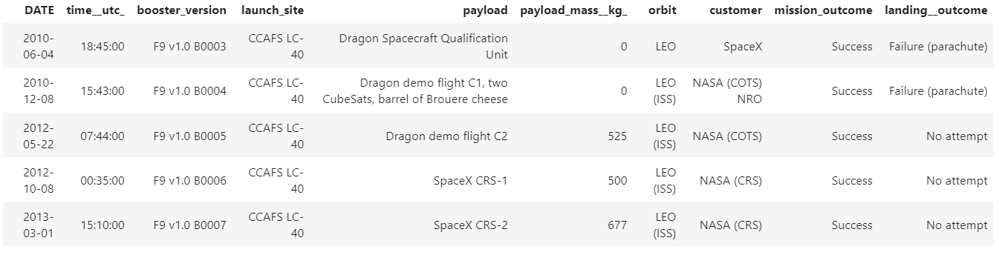 DATE time__utc_ booster_version launch_site payload payload_mass__kg_ orbit customer mission_outcome landing__outcome
2010-
06-04 18:45:00 F9 v1.0 B0003 CCAFS LC-
40 Dragon Spacecraft Qualification
Unit 0 LEO SpaceX Success Failure (parachute)
2010-
12-08 15:43:00 F9 v1.0 B0004 CCAFS LC-
40 Dragon demo flight C1, two
CubeSats, barrel of Brouere cheese 0 LEO
(ISS) NASA (COTS)
NRO Success Failure (parachute)
2012-
05-22 07:44:00 F9 v1.0 B0005 CCAFS LC-
40 Dragon demo flight C2 525 LEO
(ISS) NASA (COTS) Success No attempt
2012-
10-08 00:35:00 F9 v1.0 B0006 CCAFS LC-
40 SpaceX CRS-1 500 LEO
(ISS) NASA (CRS) Success No attempt
2013-
03-01 15:10:00 F9 v1.0 B0007 CCAFS LC-
40 SpaceX CRS-2 677 LEO
(ISS) NASA (CRS) Success No attempt